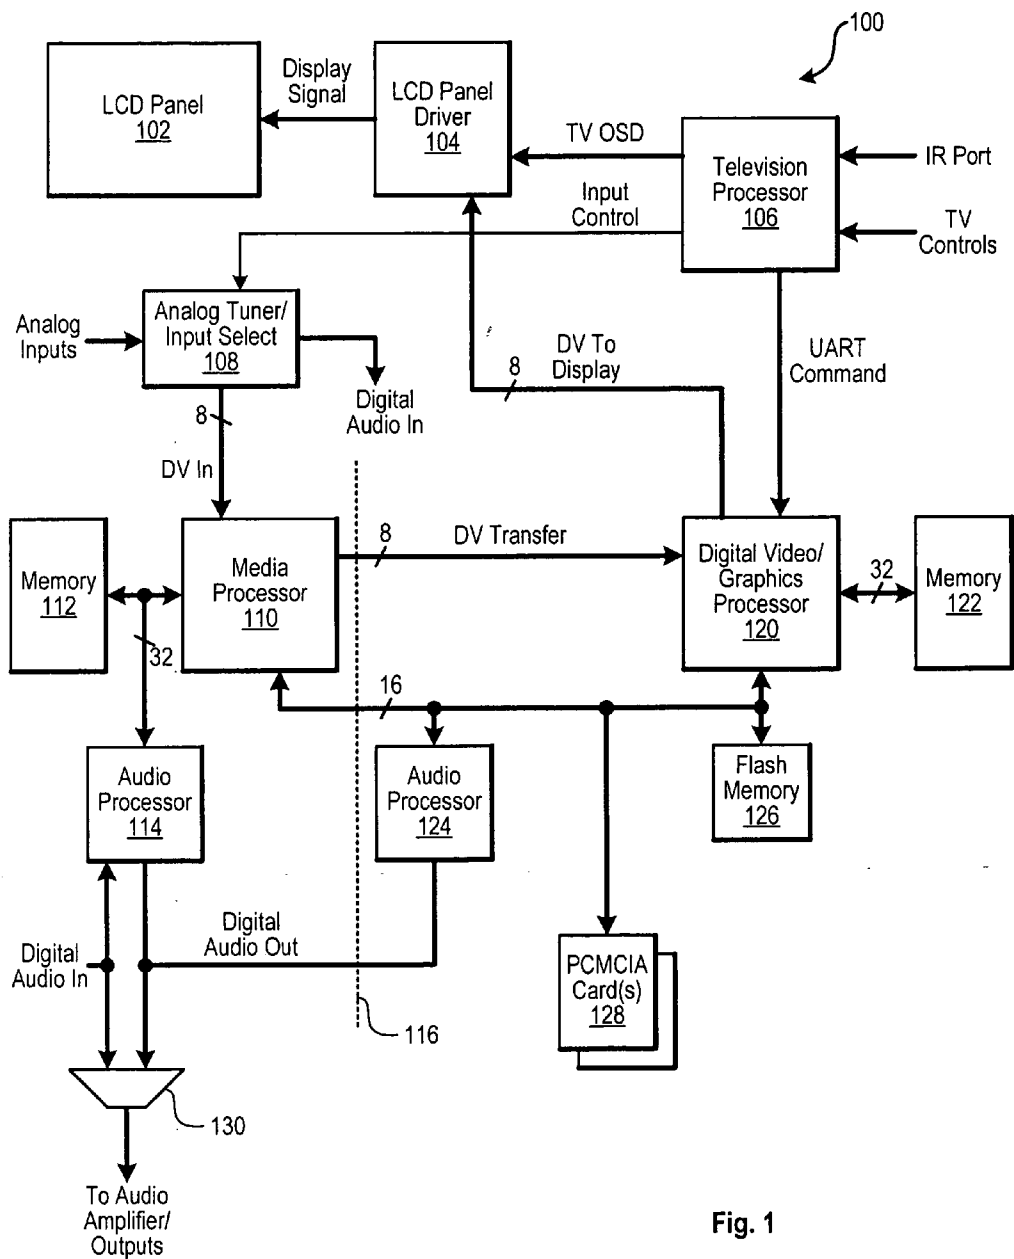 100
LCD Panel
102
Display
Signal
LCD Panel
Driver
104
TV OSD
Television
Processor
106
IR Port
TV
Controls
Input
Control
Analog
Inputs
Analog Tuner/
Input Select
108
Digital
Audio In
8
DV In
8
DV To
Display
UART
Command
Memory
112
32
Media
Processor
110
8
DV Transfer
Digital Video/
Graphics
Processor
120
32
Memory
122
16
Audio
Processor
114
Audio
Processor
124
Flash
Memory
126
Digital
Audio In
Digital
Audio Out
116
PCMCIA
Card(s)
128
130
To Audio
Amplifier/
Outputs
Fig. 1